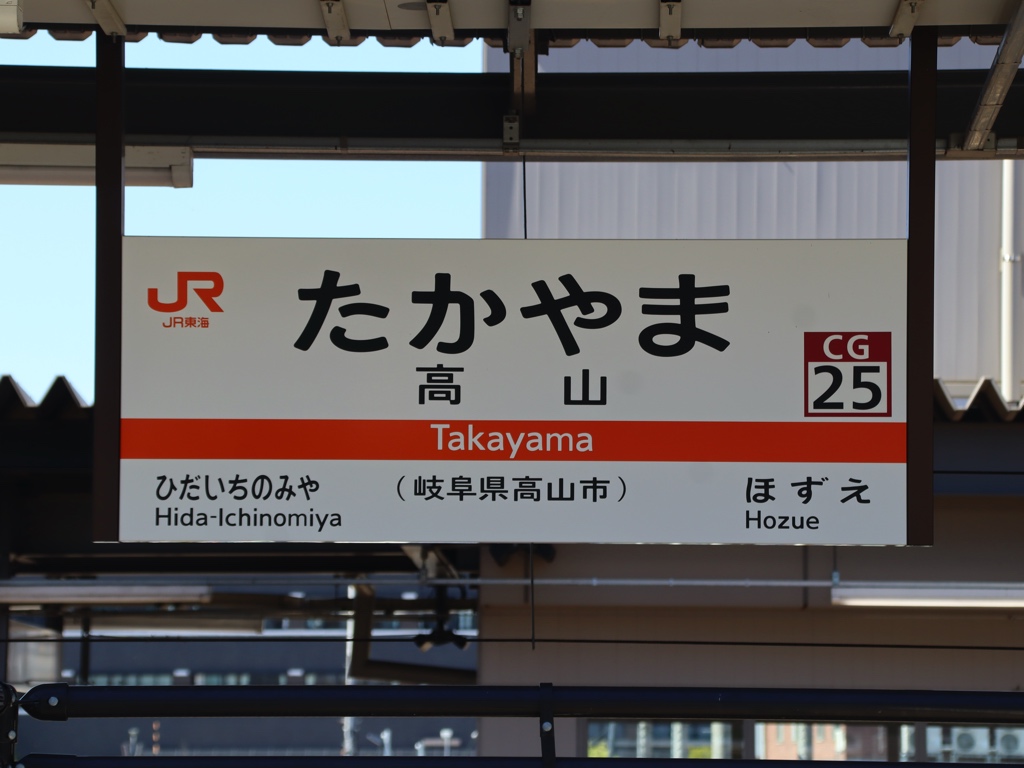 JR
JR東海
たかやま
高山
CG
25
Takayama
ひだいちのみや
Hida-Ichinomiya
(岐阜県高山市)
ほずえ
Hozue